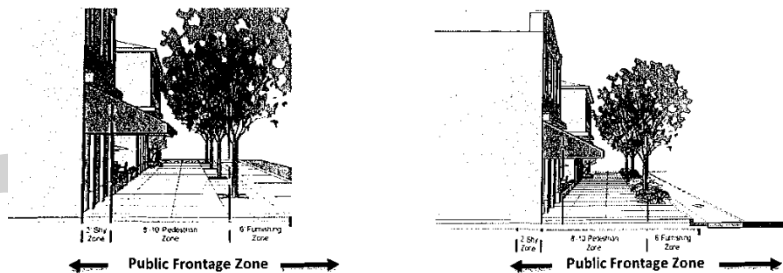 2' Shy 8'-10' Pedestrian 6' Furnishing
Zone Zone Zone
Public Frontage Zone
2' Shy 8'-10' Pedestrian 6' Furnishing
Zone Zone Zone
Public Frontage Zone